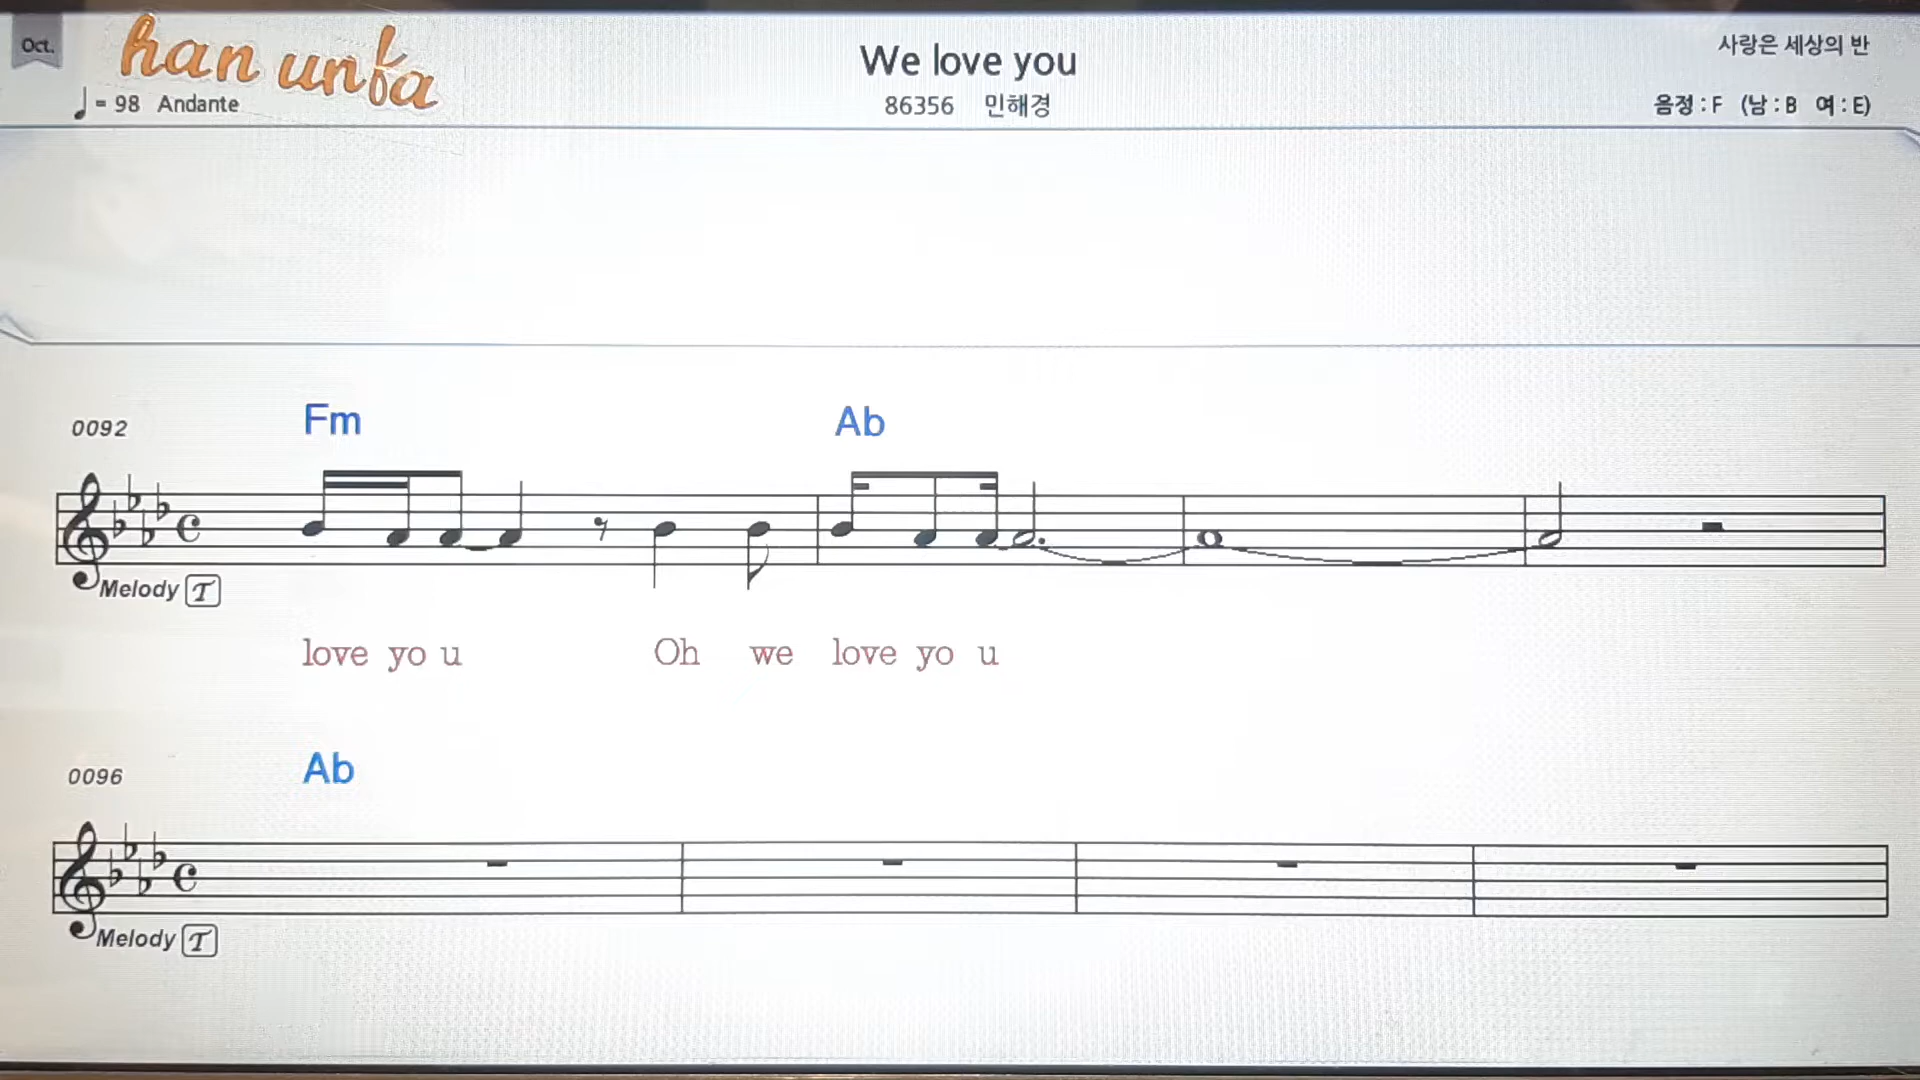 Oct.
han unfa
We love you
사랑은 세상의 반
= 98 Andante
86356 민해경
음정 : F (남 : B 여 : E)
0092 Fm Ab
Melody T
love yo u Oh we love yo u
0096 Ab
Melody T